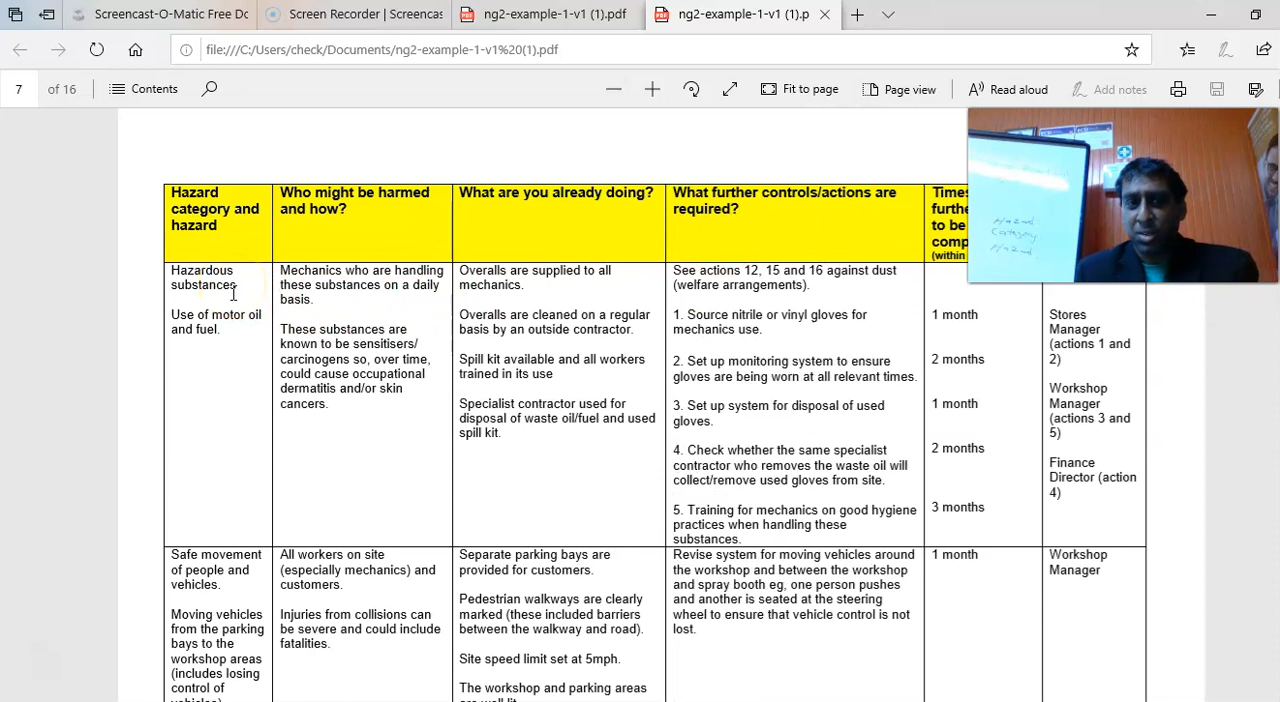 Screencast-O-Matic Free Do
Screen Recorder | Screencas
ng2-example-1-v1 (1).pdf
ng2-example-1-v1 (1).p
file:///C:/Users/check/Documents/ng2-example-1-v1%20(1).pdf
7 of 16
Contents
Fit to page
Page view
Read aloud
Add notes
Hazard
category and
hazard
Who might be harmed
and how?
What are you already doing?
What further controls/actions are
required?
Times
furth
to be
comp
(within
Hazard
Category
Hazard
Hazardous
substances
Use of motor oil
and fuel.
Mechanics who are handling
these substances on a daily
basis.
These substances are
known to be sensitisers/
carcinogens so, over time,
could cause occupational
dermatitis and/or skin
cancers.
Overalls are supplied to all
mechanics.
Overalls are cleaned on a regular
basis by an outside contractor.
Spill kit available and all workers
trained in its use
Specialist contractor used for
disposal of waste oil/fuel and used
spill kit.
See actions 12, 15 and 16 against dust
(welfare arrangements).
1. Source nitrile or vinyl gloves for
mechanics use.
2. Set up monitoring system to ensure
gloves are being worn at all relevant times.
3. Set up system for disposal of used
gloves.
4. Check whether the same specialist
contractor who removes the waste oil will
collect/remove used gloves from site.
5. Training for mechanics on good hygiene
practices when handling these
substances.
1 month
2 months
1 month
2 months
3 months
Stores
Manager
(actions 1 and
2)
Workshop
Manager
(actions 3 and
5)
Finance
Director (action
4)
Safe movement
of people and
vehicles.
Moving vehicles
from the parking
bays to the
workshop areas
(includes losing
control of
vehicles)
All workers on site
(especially mechanics) and
customers.
Injuries from collisions can
be severe and could include
fatalities.
Separate parking bays are
provided for customers.
Pedestrian walkways are clearly
marked (these included barriers
between the walkway and road).
Site speed limit set at 5mph.
The workshop and parking areas
are well lit
Revise system for moving vehicles around
the workshop and between the workshop
and spray booth eg, one person pushes
and another is seated at the steering
wheel to ensure that vehicle control is not
lost.
1 month
Workshop
Manager